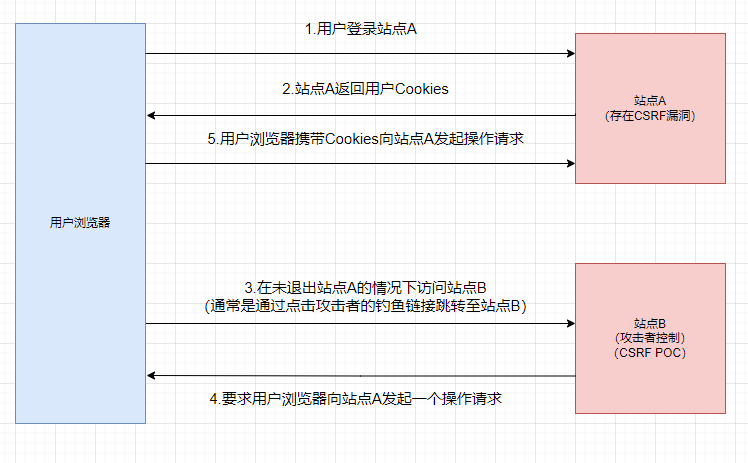 1.用户登录站点A
2.站点A返回用户Cookies
站点A
（存在CSRF漏洞）
5.用户浏览器携带Cookies向站点A发起操作请求
用户浏览器
3.在未退出站点A的情况下访问站点B
(通常是通过点击攻击者的钓鱼链接跳转至站点B）
站点B
（攻击者控制）
（CSRF POC）
4.要求用户浏览器向站点A发起一个操作请求